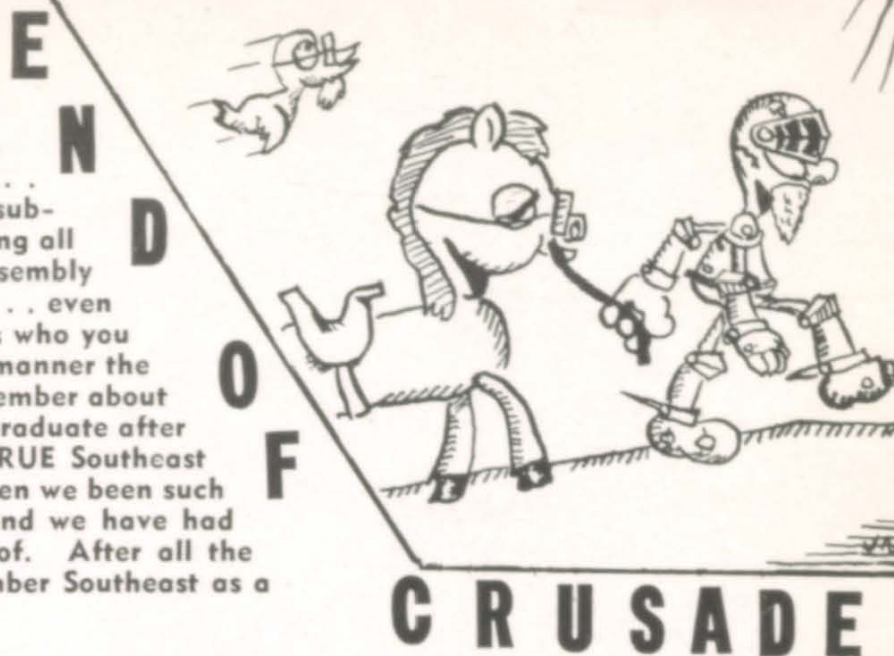 E
N
D
O
F
CRUSADE
. .
sub-
ng all
sembly
. . even
s who you
manner the
ember about
raduate after
RUE Southeast
en we been such
nd we have had
of. After all the
ber Southeast as a